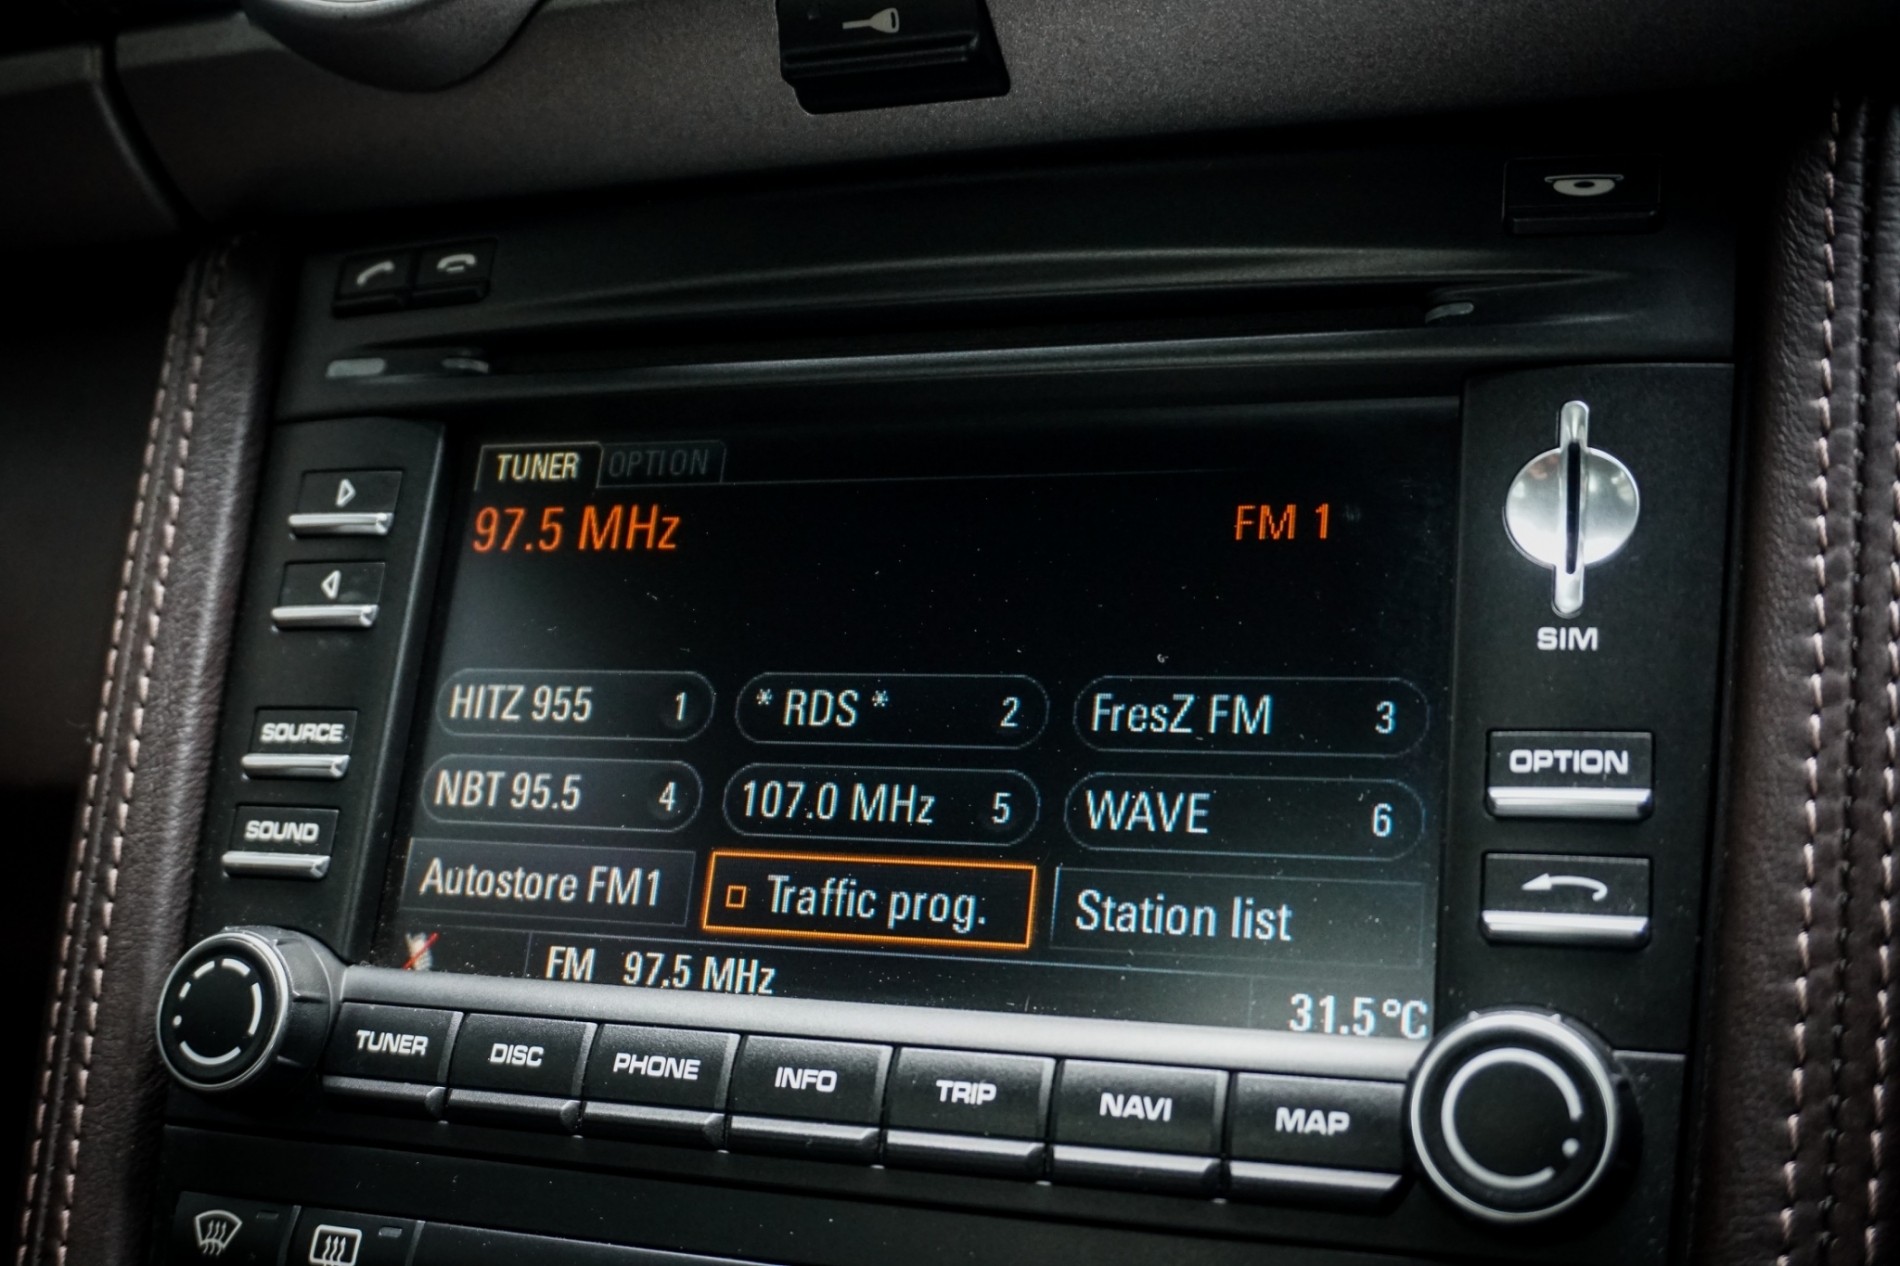 TUNER OPTION
97.5 MHz FM 1
SIM
HITZ 955 1 * RDS * 2 FresZ FM 3
SOURCE
OPTION
NBT 95.5 4 107.0 MHz 5 WAVE 6
SOUND
Autostore FM1 Traffic prog. Station list
FM 97.5 MHz
31.5°C
TUNER DISC PHONE INFO TRIP NAVI MAP